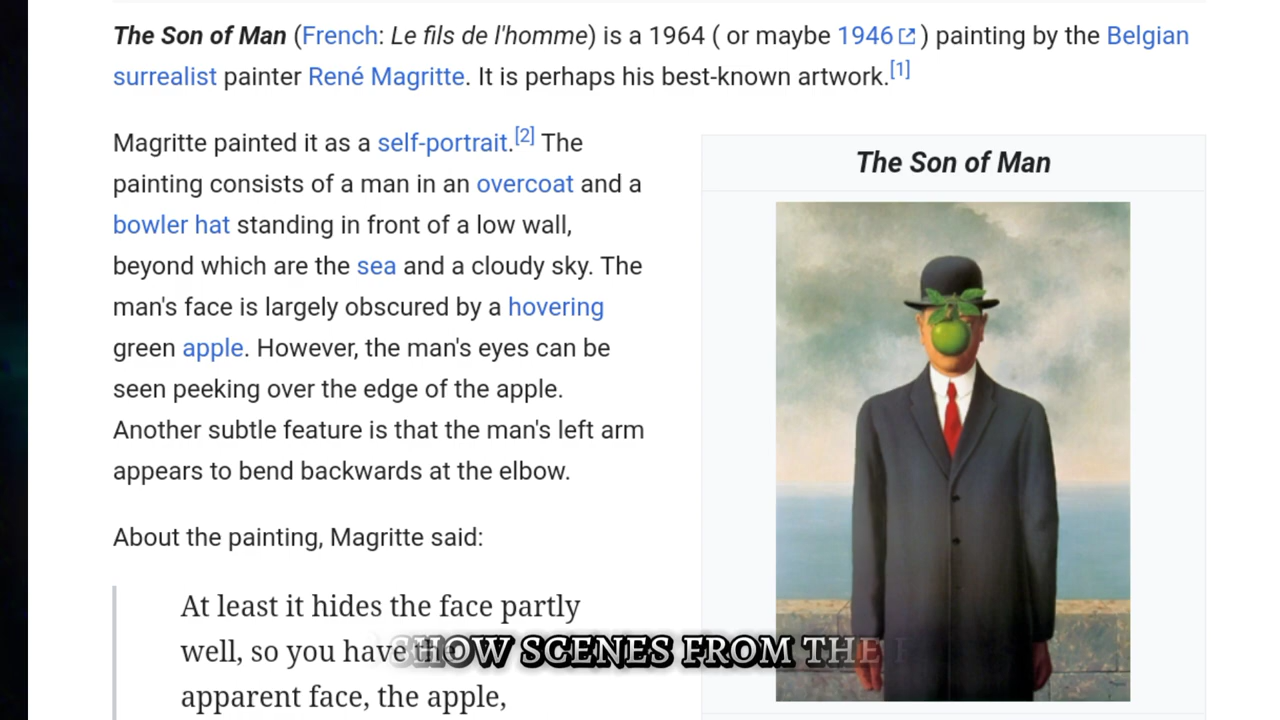 The Son of Man (French: Le fils de l'homme) is a 1964 ( or maybe 1946 ) painting by the Belgian
surrealist painter René Magritte. It is perhaps his best-known artwork.[1]
Magritte painted it as a self-portrait.[2] The
painting consists of a man in an overcoat and a
bowler hat standing in front of a low wall,
beyond which are the sea and a cloudy sky. The
man's face is largely obscured by a hovering
green apple. However, the man's eyes can be
seen peeking over the edge of the apple.
Another subtle feature is that the man's left arm
appears to bend backwards at the elbow.
About the painting, Magritte said:
At least it hides the face partly
well, so you have the
apparent face, the apple,
The Son of Man
SHOW SCENES FROM THE